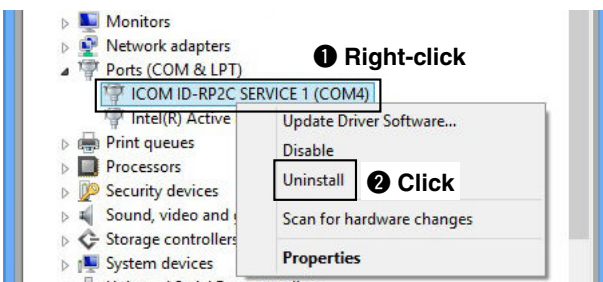 Monitors
Network adapters
Ports (COM & LPT)
❶ Right-click
ICOM ID-RP2C SERVICE 1 (COM4)
Intel(R) Active
Print queues
Processors
Security devices
Sound, video and
Storage controllers
System devices
Update Driver Software...
Disable
Uninstall
❷ Click
Scan for hardware changes
Properties